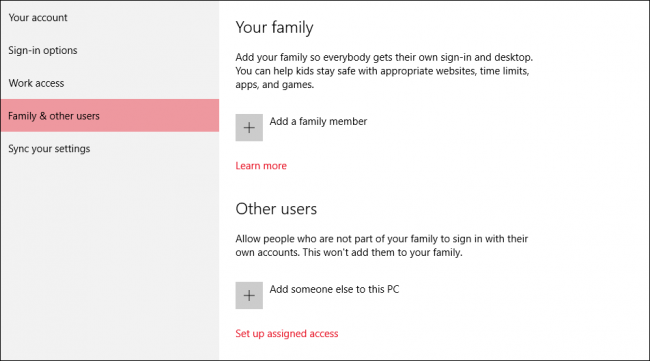 Your account
Sign-in options
Work access
Family & other users
Sync your settings
Your family
Add your family so everybody gets their own sign-in and desktop.
You can help kids stay safe with appropriate websites, time limits,
apps, and games.
Add a family member
Learn more
Other users
Allow people who are not part of your family to sign in with their
own accounts. This won't add them to your family.
Add someone else to this PC
Set up assigned access